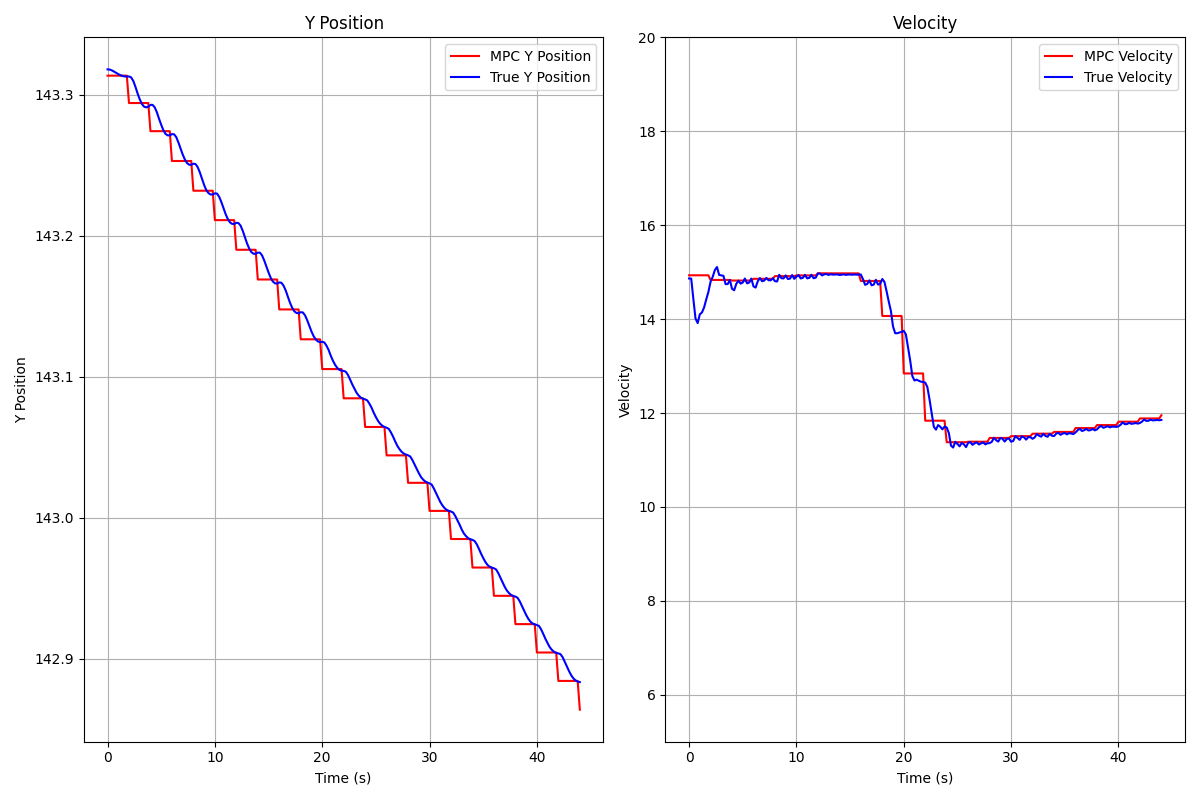 Y Position
MPC Y Position
True Y Position
143.3
143.2
143.1
143.0
142.9
Y Position
0
10
20
30
40
Time (s)
Velocity
MPC Velocity
True Velocity
20
18
16
14
12
10
8
6
Velocity
0
10
20
30
40
Time (s)